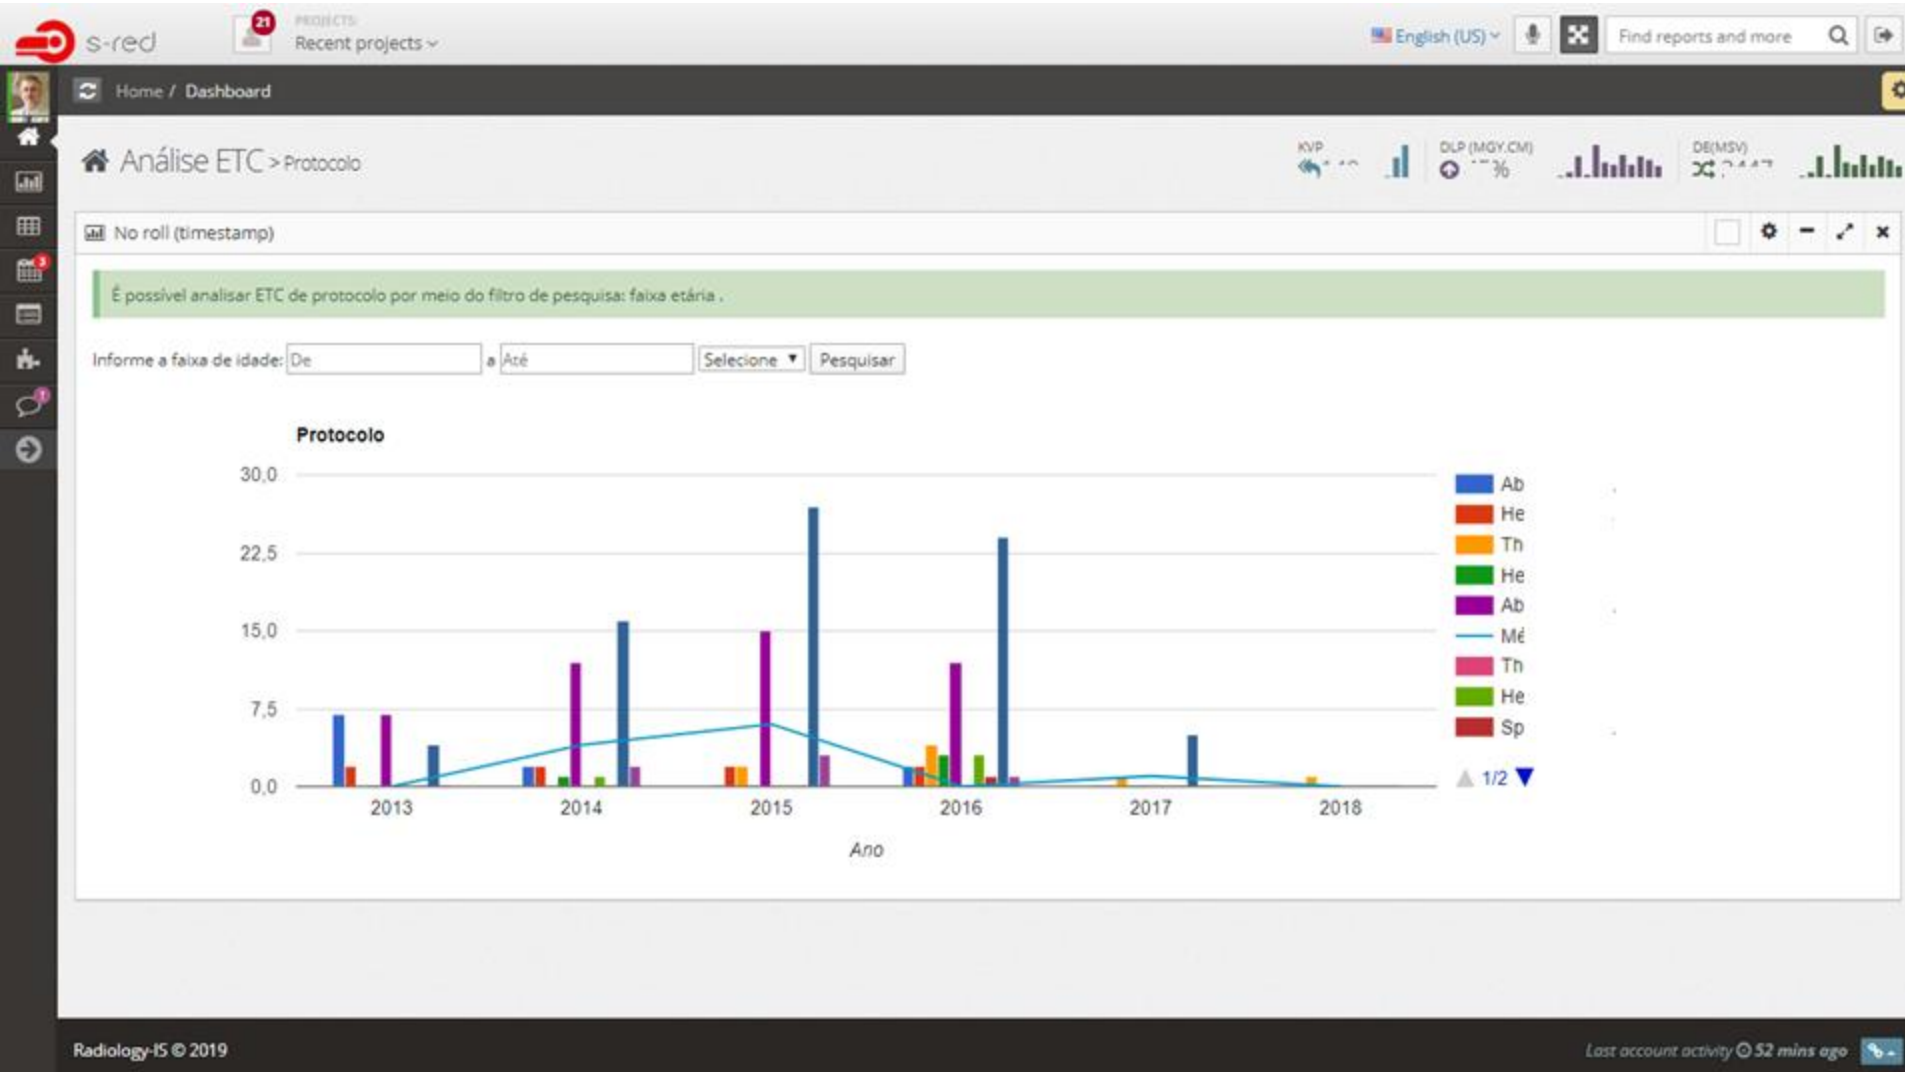 s-red
21
PROJECTS:
Recent projects
English (US)
Find reports and more
Home / Dashboard
Análise ETC > Protocolo
KVP
DLP (MGY.CM)
%
DE(MSV)
No roll (timestamp)
3
É possível analisar ETC de protocolo por meio do filtro de pesquisa: faixa etária .
Informe a faixa de idade: De a Até Selecione Pesquisar
Protocolo
30,0
22,5
15,0
7,5
0,0
2013 2014 2015 2016 2017 2018
Ano
Ab
He
Th
He
Ab
Mé
Th
He
Sp
1/2
Radiology-IS © 2019
Last account activity 52 mins ago